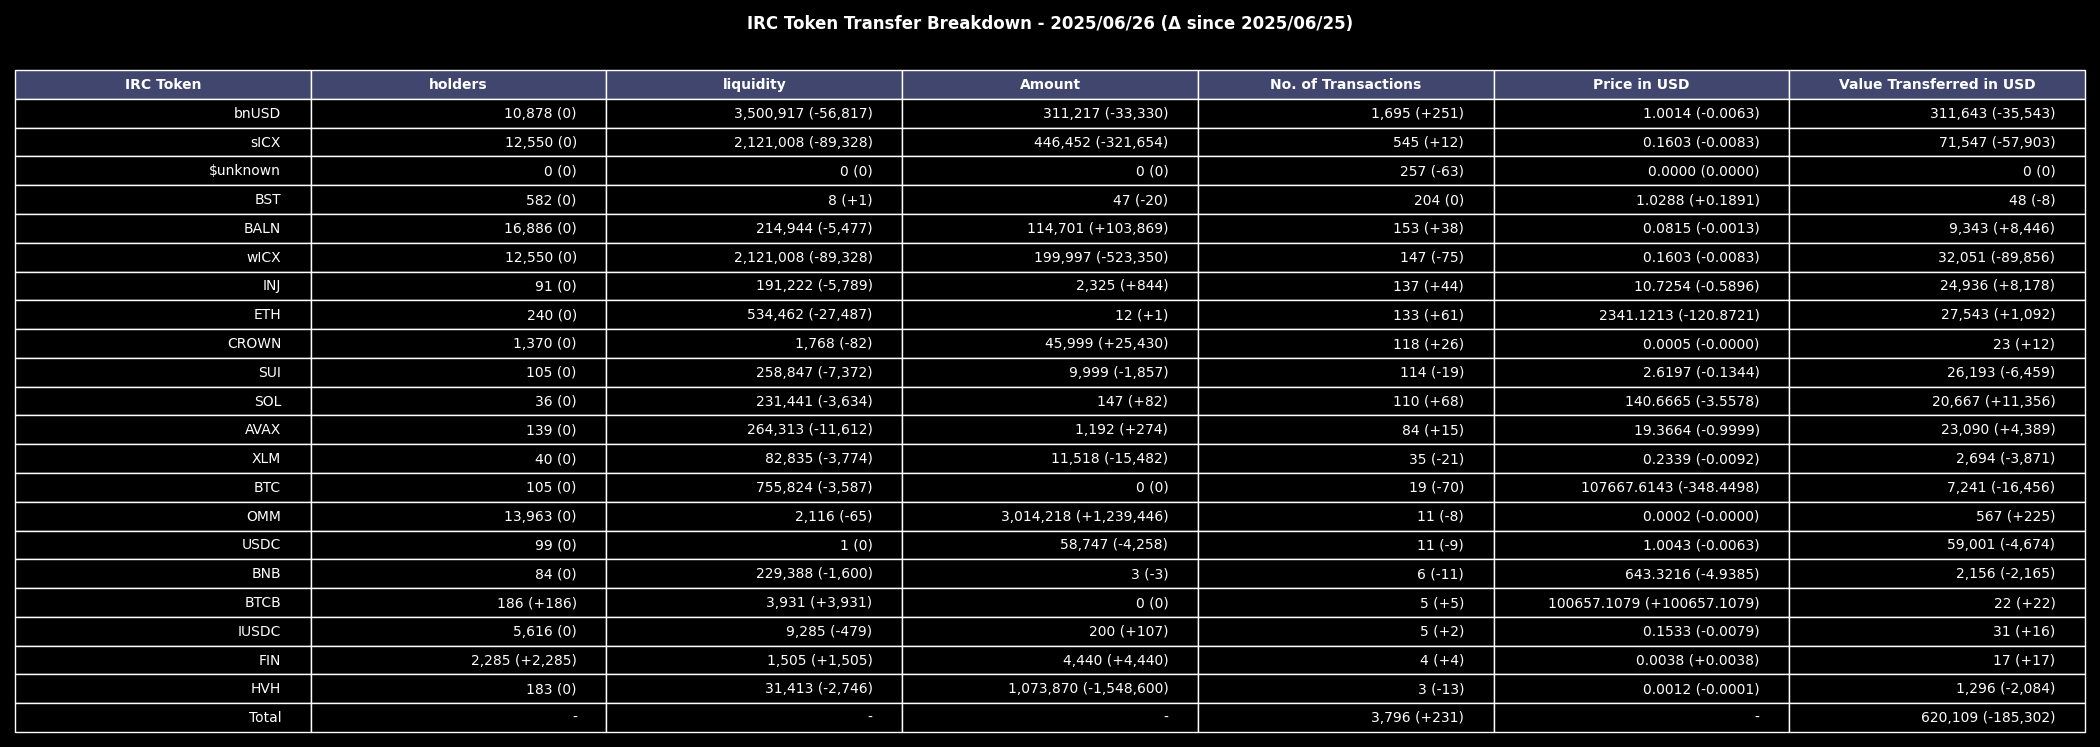 IRC Token Transfer Breakdown - 2025/06/26 (Δ since 2025/06/25)
IRC Token holders liquidity Amount No. of Transactions Price in USD Value Transferred in USD
bnUSD 10,878 (0) 3,500,917 (-56,817) 311,217 (-33,330) 1,695 (+251) 1.0014 (-0.0063) 311,643 (-35,543)
sICX 12,550 (0) 2,121,008 (-89,328) 446,452 (-321,654) 545 (+12) 0.1603 (-0.0083) 71,547 (-57,903)
$unknown 0 (0) 0 (0) 0 (0) 257 (-63) 0.0000 (0.0000) 0 (0)
BST 582 (0) 8 (+1) 47 (-20) 204 (0) 1.0288 (+0.1891) 48 (-8)
BALN 16,886 (0) 214,944 (-5,477) 114,701 (+103,869) 153 (+38) 0.0815 (-0.0013) 9,343 (+8,446)
wICX 12,550 (0) 2,121,008 (-89,328) 199,997 (-523,350) 147 (-75) 0.1603 (-0.0083) 32,051 (-89,856)
INJ 91 (0) 191,222 (-5,789) 2,325 (+844) 137 (+44) 10.7254 (-0.5896) 24,936 (+8,178)
ETH 240 (0) 534,462 (-27,487) 12 (+1) 133 (+61) 2341.1213 (-120.8721) 27,543 (+1,092)
CROWN 1,370 (0) 1,768 (-82) 45,999 (+25,430) 118 (+26) 0.0005 (-0.0000) 23 (+12)
SUI 105 (0) 258,847 (-7,372) 9,999 (-1,857) 114 (-19) 2.6197 (-0.1344) 26,193 (-6,459)
SOL 36 (0) 231,441 (-3,634) 147 (+82) 110 (+68) 140.6665 (-3.5578) 20,667 (+11,356)
AVAX 139 (0) 264,313 (-11,612) 1,192 (+274) 84 (+15) 19.3664 (-0.9999) 23,090 (+4,389)
XLM 40 (0) 82,835 (-3,774) 11,518 (-15,482) 35 (-21) 0.2339 (-0.0092) 2,694 (-3,871)
BTC 105 (0) 755,824 (-3,587) 0 (0) 19 (-70) 107667.6143 (-348.4498) 7,241 (-16,456)
OMM 13,963 (0) 2,116 (-65) 3,014,218 (+1,239,446) 11 (-8) 0.0002 (-0.0000) 567 (+225)
USDC 99 (0) 1 (0) 58,747 (-4,258) 11 (-9) 1.0043 (-0.0063) 59,001 (-4,674)
BNB 84 (0) 229,388 (-1,600) 3 (-3) 6 (-11) 643.3216 (-4.9385) 2,156 (-2,165)
BTCB 186 (+186) 3,931 (+3,931) 0 (0) 5 (+5) 100657.1079 (+100657.1079) 22 (+22)
IUSDC 5,616 (0) 9,285 (-479) 200 (+107) 5 (+2) 0.1533 (-0.0079) 31 (+16)
FIN 2,285 (+2,285) 1,505 (+1,505) 4,440 (+4,440) 4 (+4) 0.0038 (+0.0038) 17 (+17)
HVH 183 (0) 31,413 (-2,746) 1,073,870 (-1,548,600) 3 (-13) 0.0012 (-0.0001) 1,296 (-2,084)
Total - - - 3,796 (+231) - 620,109 (-185,302)